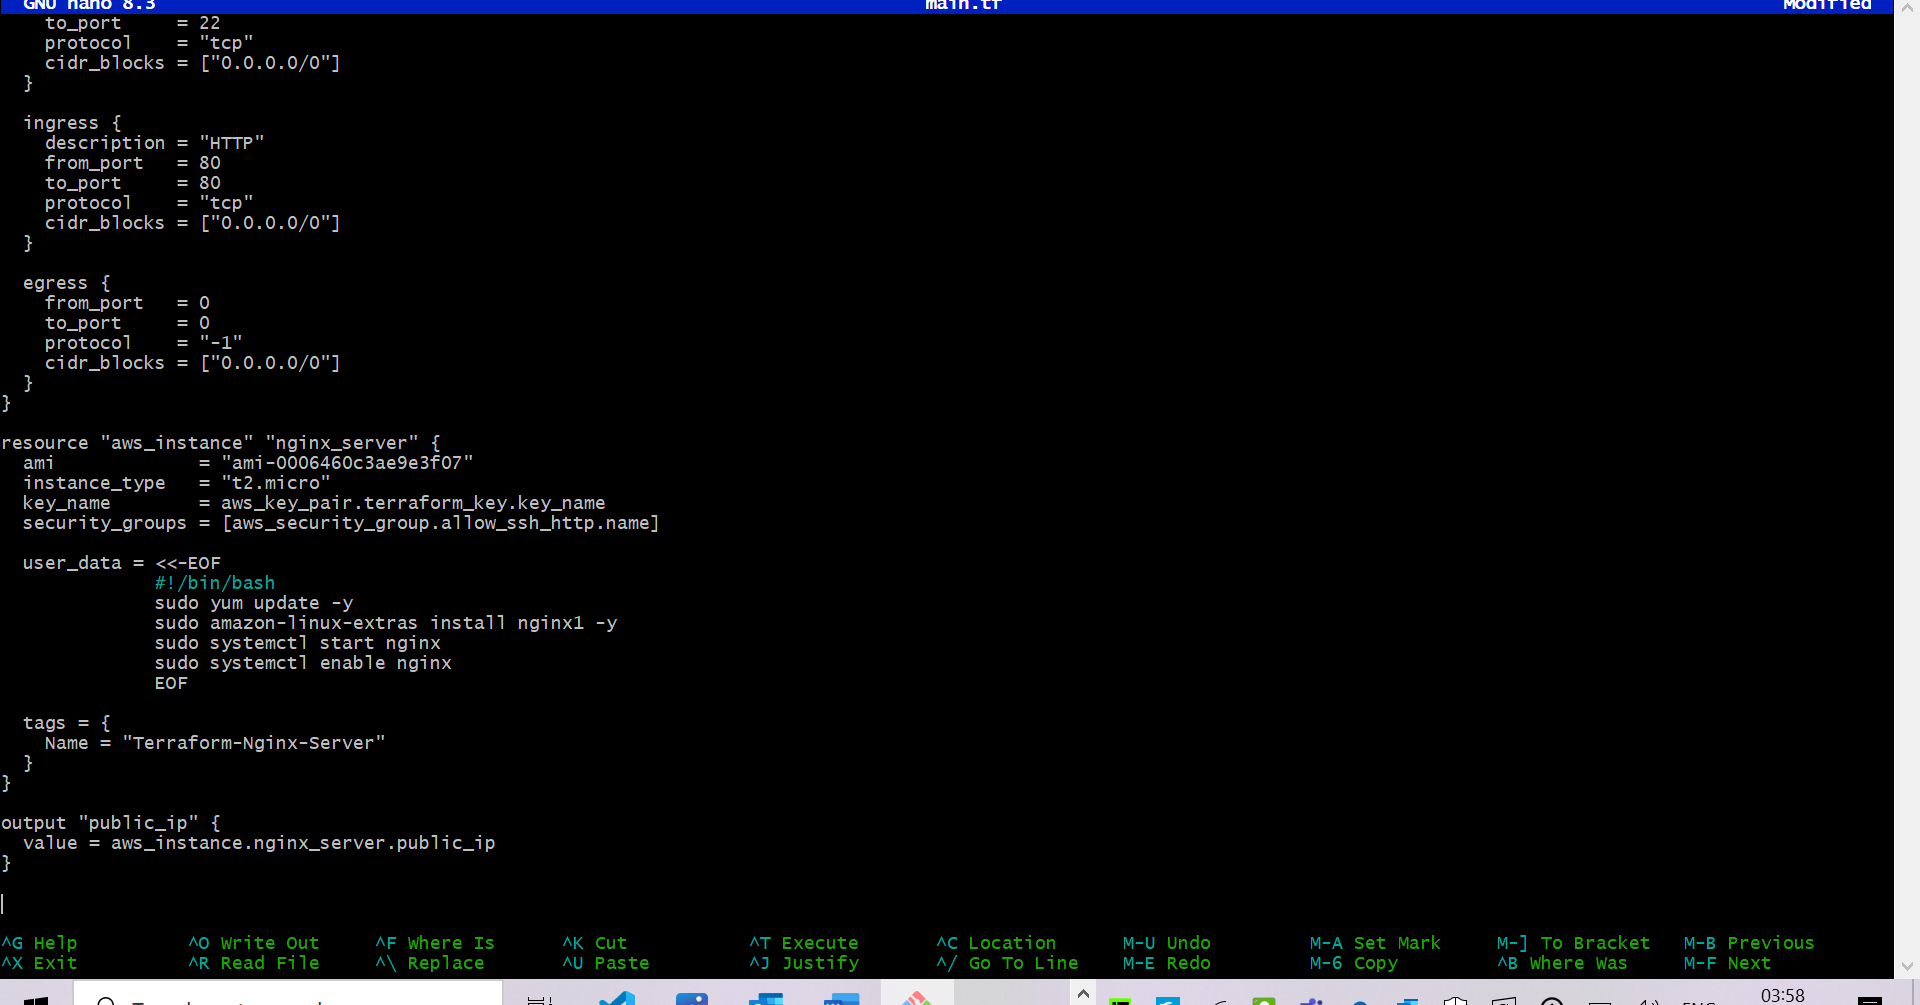 GNU nano 8.3 main.tf Modified
    to_port     = 22
    protocol    = "tcp"
    cidr_blocks = ["0.0.0.0/0"]
  }
  ingress {
    description = "HTTP"
    from_port   = 80
    to_port     = 80
    protocol    = "tcp"
    cidr_blocks = ["0.0.0.0/0"]
  }
  egress {
    from_port   = 0
    to_port     = 0
    protocol    = "-1"
    cidr_blocks = ["0.0.0.0/0"]
  }
}
resource "aws_instance" "nginx_server" {
  ami             = "ami-0006460c3ae9e3f07"
  instance_type   = "t2.micro"
  key_name        = aws_key_pair.terraform_key.key_name
  security_groups = [aws_security_group.allow_ssh_http.name]
  user_data = <<-EOF
              #!/bin/bash
              sudo yum update -y
              sudo amazon-linux-extras install nginx1 -y
              sudo systemctl start nginx
              sudo systemctl enable nginx
              EOF
  tags = {
    Name = "Terraform-Nginx-Server"
  }
}
output "public_ip" {
  value = aws_instance.nginx_server.public_ip
}
^G Help ^O Write Out ^F Where Is ^K Cut ^T Execute ^C Location M-U Undo M-A Set Mark M-] To Bracket M-B Previous
^X Exit ^R Read File ^\ Replace ^U Paste ^J Justify ^/ Go To Line M-E Redo M-6 Copy ^B Where Was M-F Next
03:58